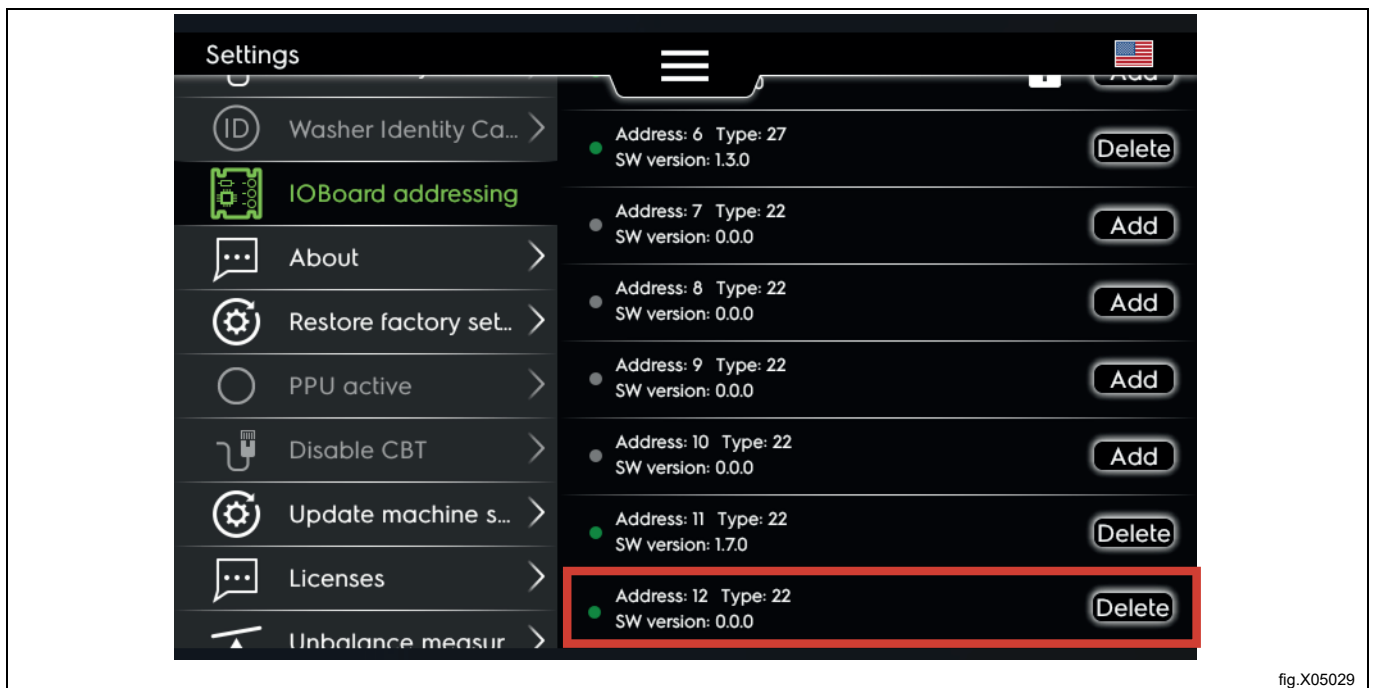 Settings
Washer Identity Ca...
ID
IOBoard addressing
About
Restore factory set...
PPU active
Disable CBT
Update machine s...
Licenses
Unbalance measur
Add
Address: 6 Type: 27
SW version: 1.3.0
Delete
Address: 7 Type: 22
SW version: 0.0.0
Add
Address: 8 Type: 22
SW version: 0.0.0
Add
Address: 9 Type: 22
SW version: 0.0.0
Add
Address: 10 Type: 22
SW version: 0.0.0
Add
Address: 11 Type: 22
SW version: 1.7.0
Delete
Address: 12 Type: 22
SW version: 0.0.0
Delete
fig.X05029